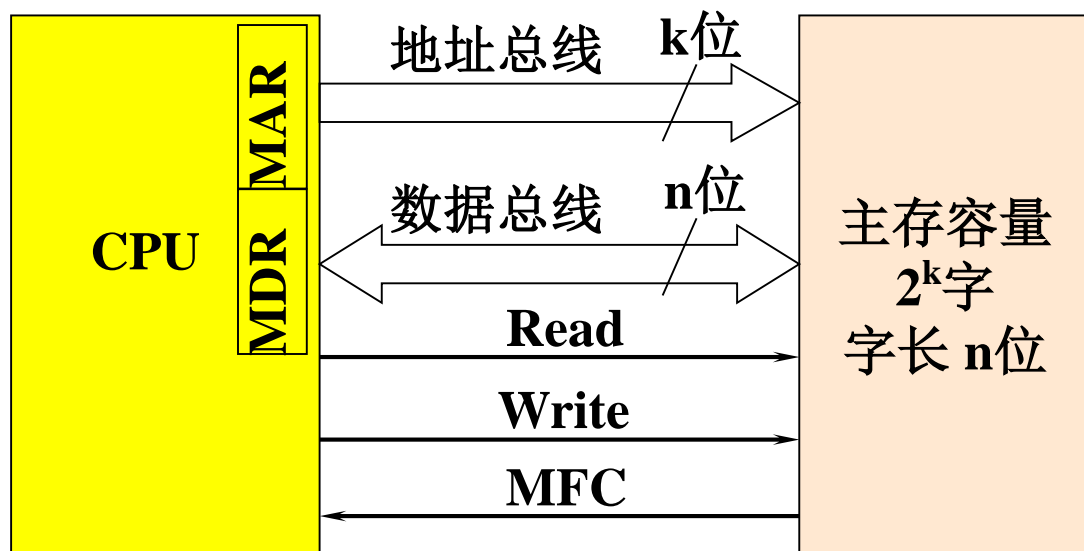 地址总线
k位
MAR
数据总线
n位
CPU
MDR
主存容量
2ᵏ字
字长 n位
Read
Write
MFC